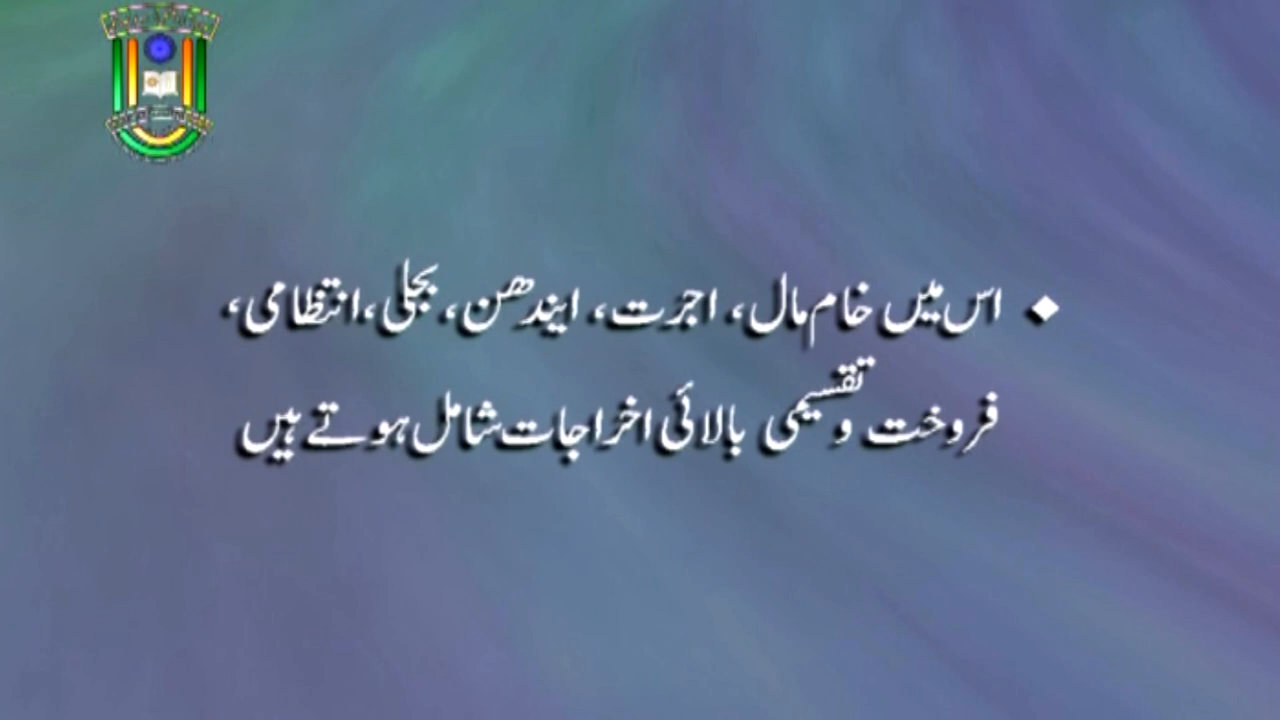 ◆ اس میں خام مال، اجرت، ایندھن، بجلی، انتظامی،
فروخت و تقسیمی بالائی اخراجات شامل ہوتے ہیں